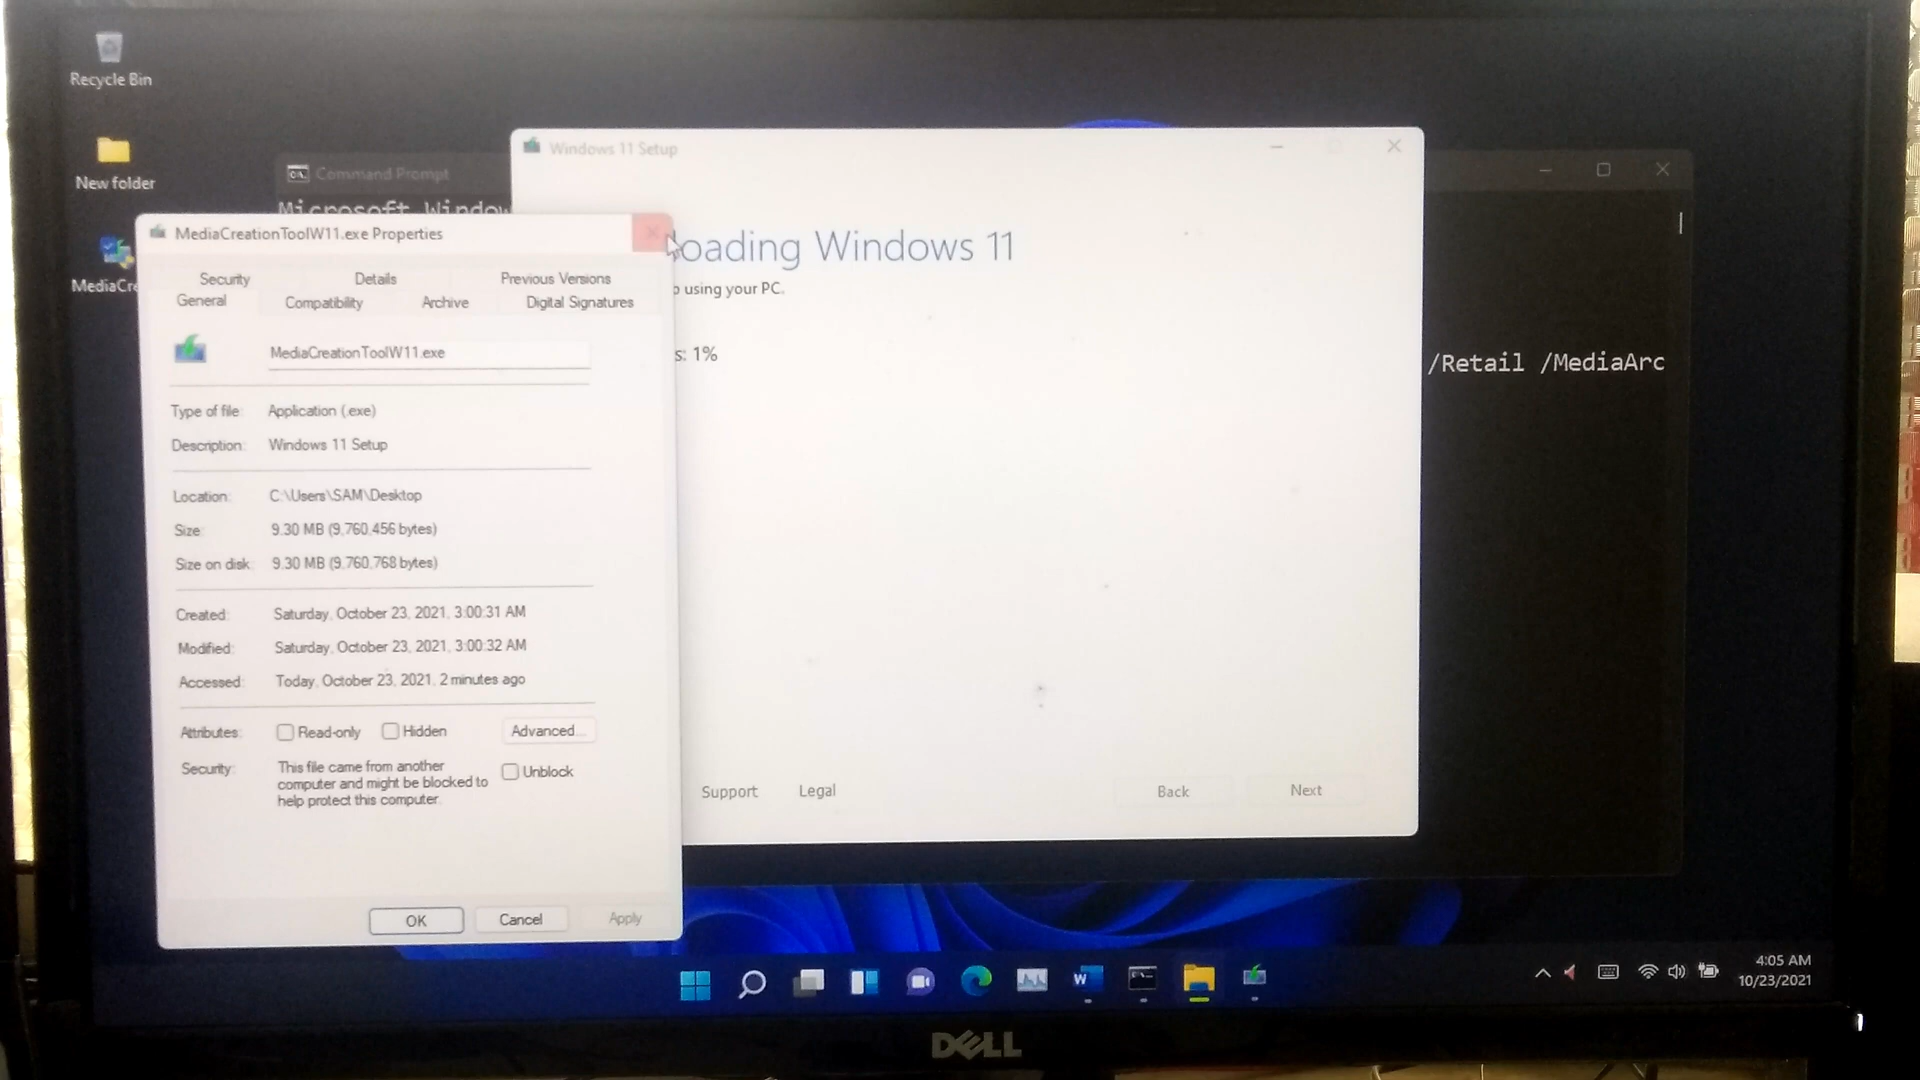 Recycle Bin
New folder
MediaCre
Command Prompt
Microsoft Window
/Retail /MediaArc
Windows 11 Setup
loading Windows 11
o using your PC.
s: 1%
Support
Legal
Back
Next
MediaCreationToolW11.exe Properties
Security
Details
Previous Versions
General
Compatibility
Archive
Digital Signatures
MediaCreationToolW11.exe
Type of file: Application (.exe)
Description: Windows 11 Setup
Location: C:\Users\SAM\Desktop
Size: 9.30 MB (9,760,456 bytes)
Size on disk: 9.30 MB (9,760,768 bytes)
Created: Saturday, October 23, 2021, 3:00:31 AM
Modified: Saturday, October 23, 2021, 3:00:32 AM
Accessed: Today, October 23, 2021, 2 minutes ago
Attributes: Read-only Hidden Advanced...
Security: This file came from another
computer and might be blocked to
help protect this computer.
Unblock
OK
Cancel
Apply
4:05 AM
10/23/2021
DELL